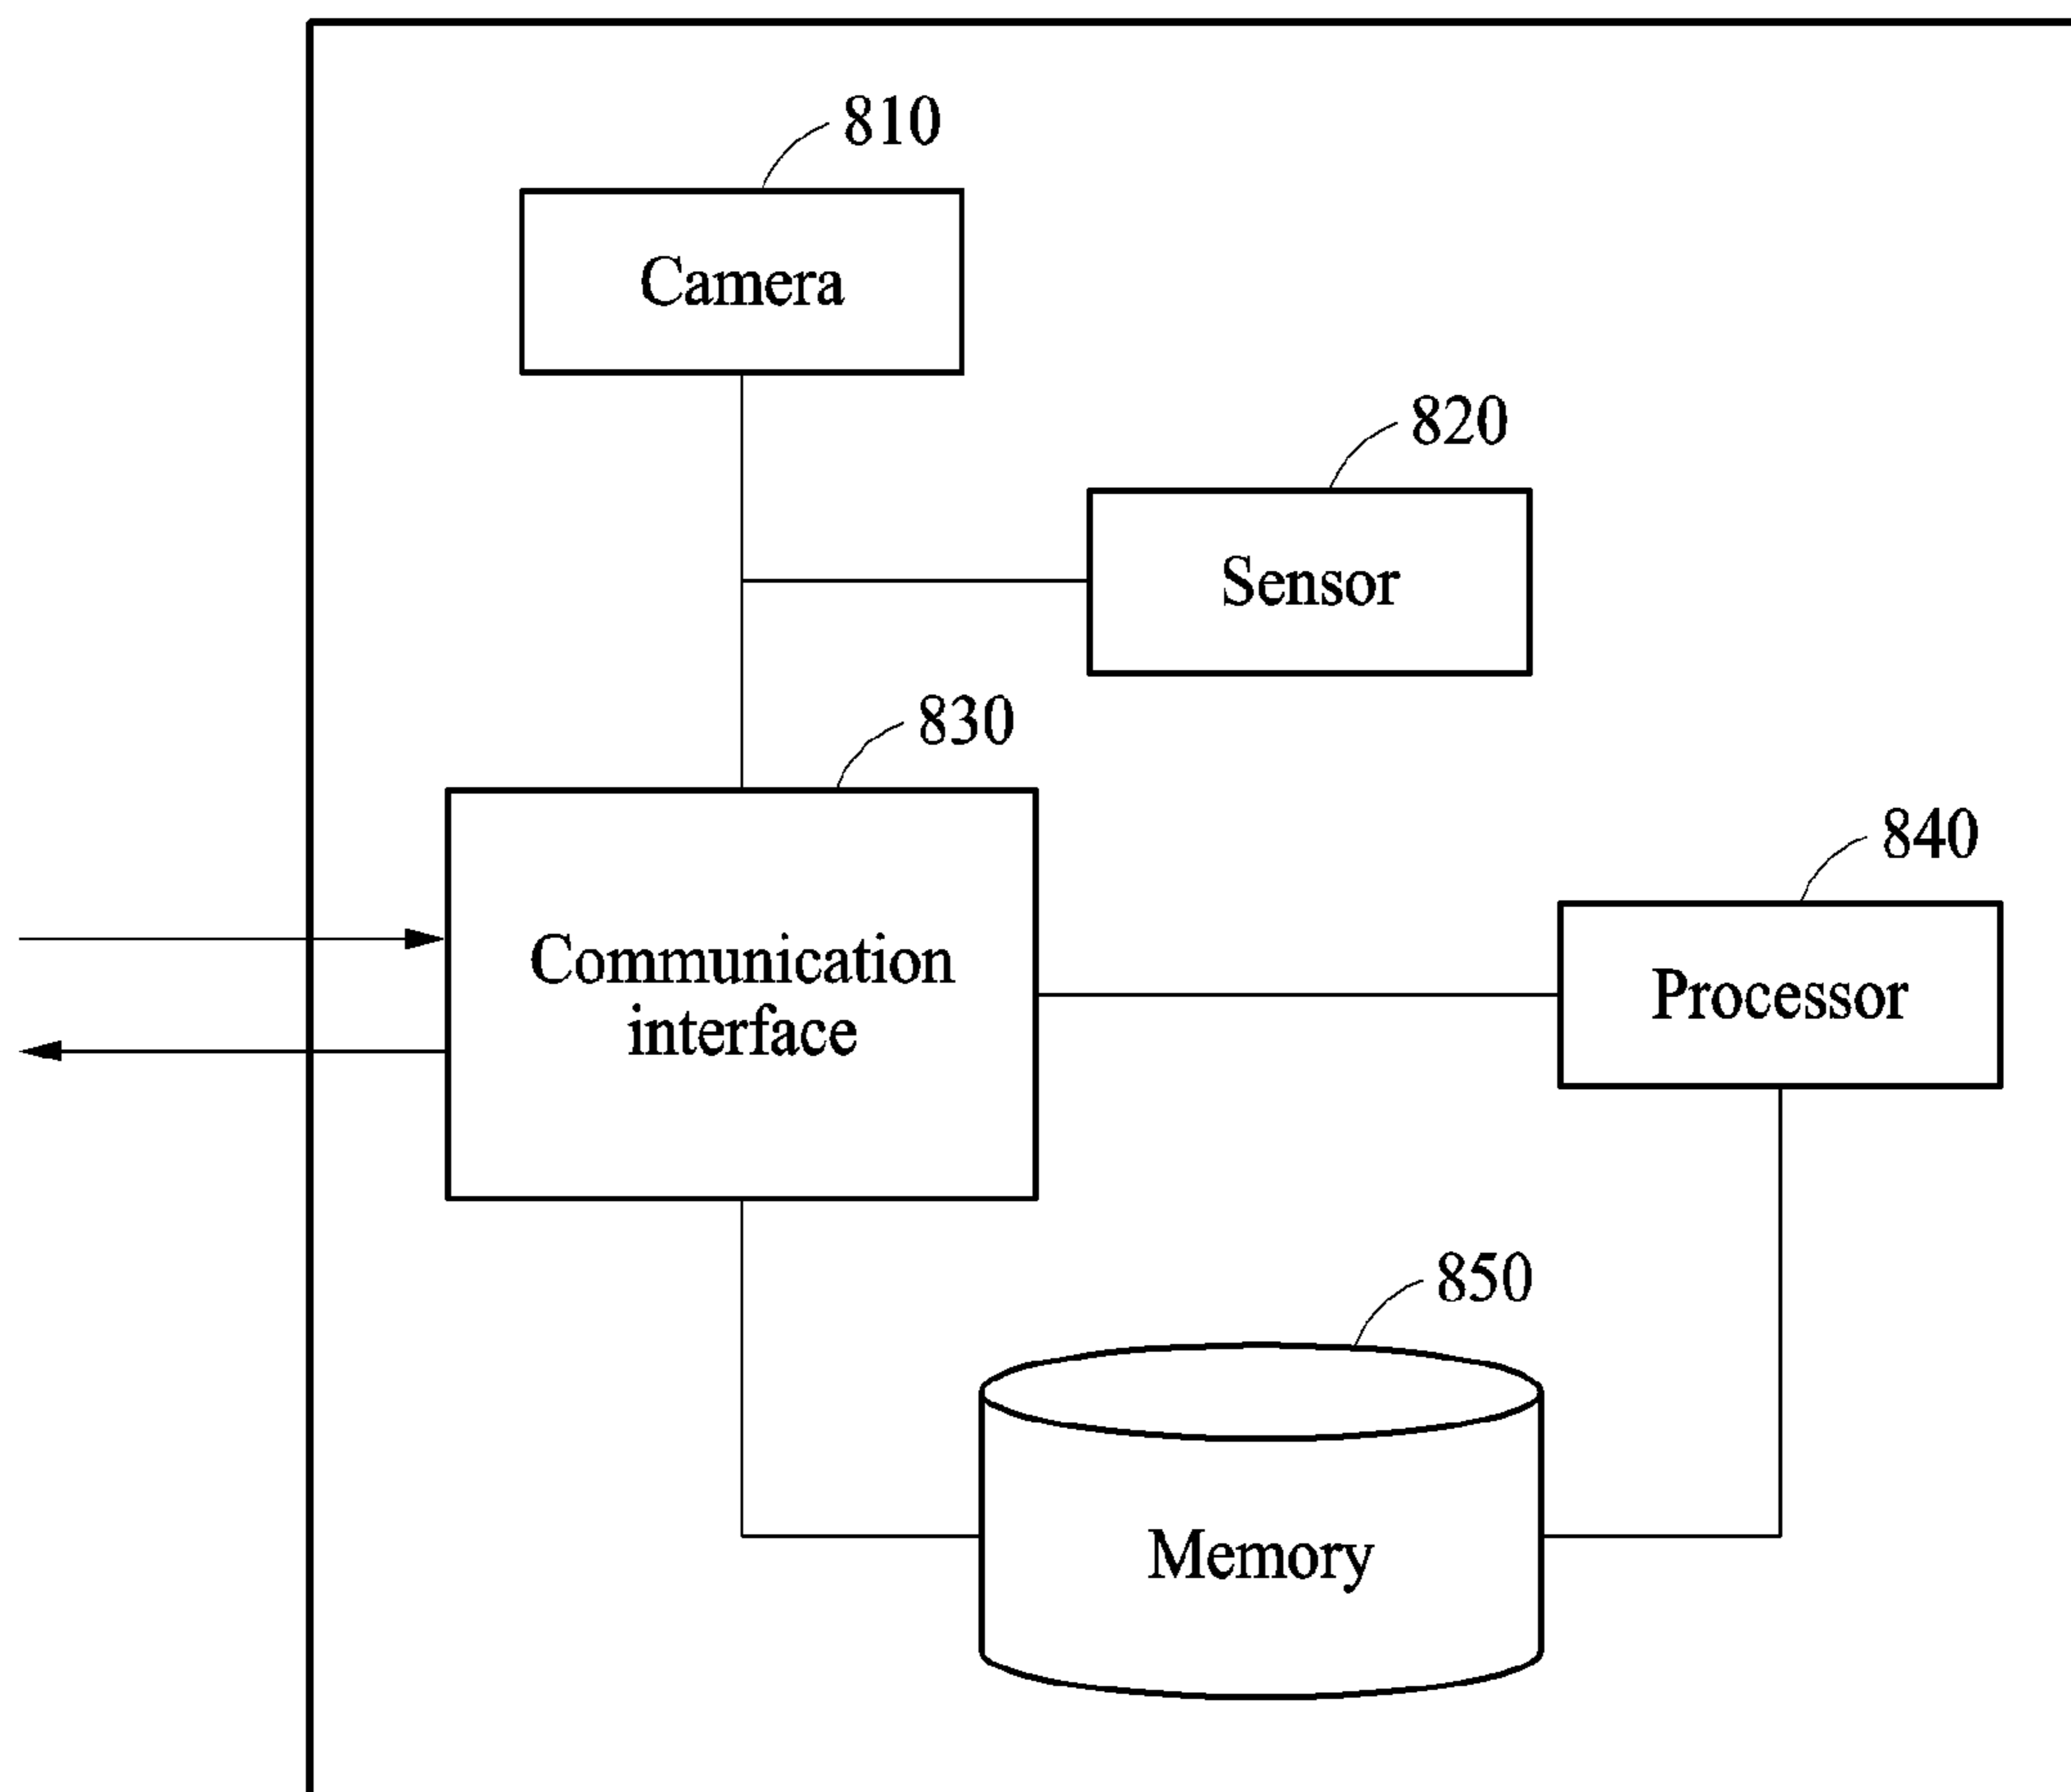 810
Camera
820
Sensor
830
Communication
interface
840
Processor
850
Memory